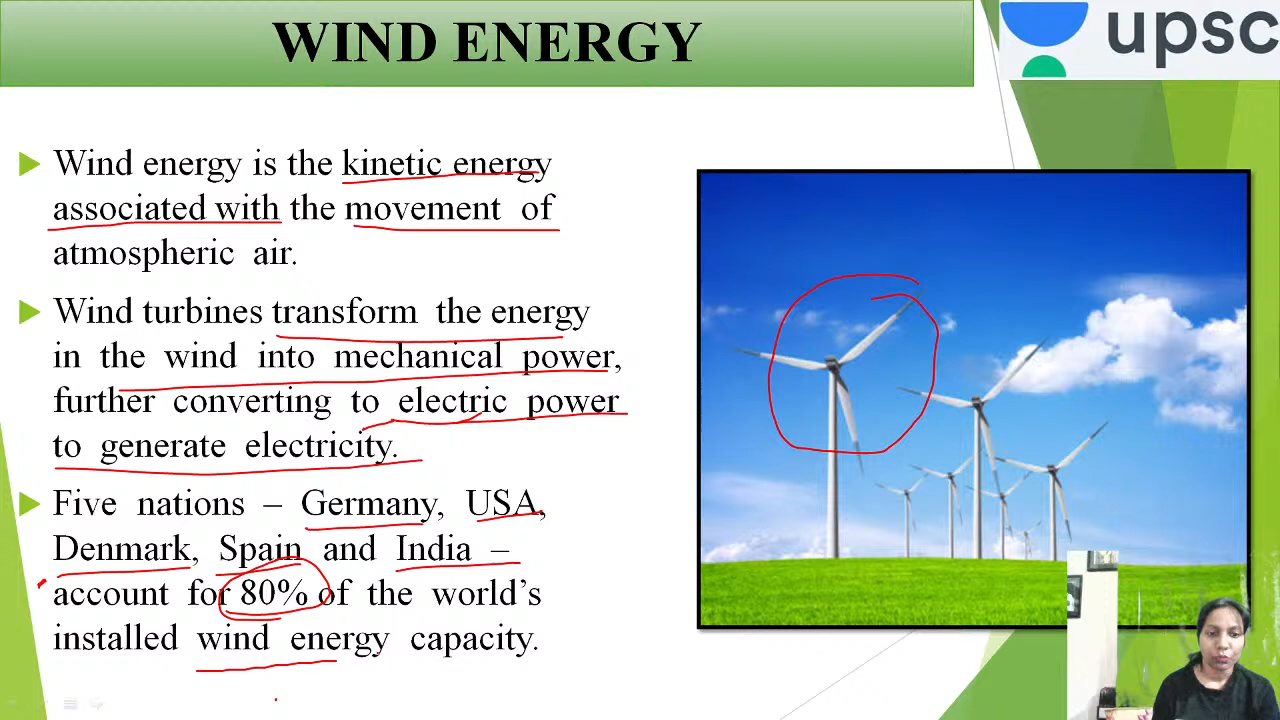 WIND ENERGY
upsc
Wind energy is the kinetic energy
associated with the movement of
atmospheric air.
Wind turbines transform the energy
in the wind into mechanical power,
further converting to electric power
to generate electricity.
Five nations – Germany, USA,
Denmark, Spain and India –
account for 80% of the world’s
installed wind energy capacity.